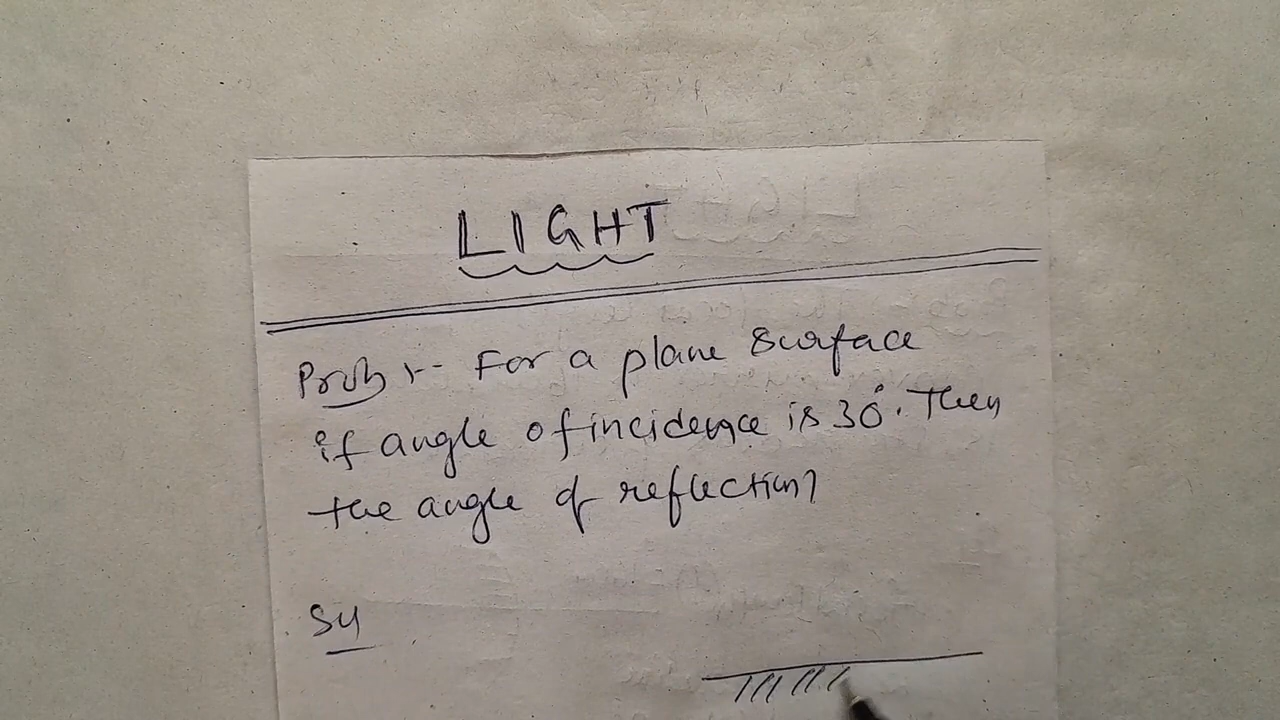 LIGHT
Prob :- For a plane surface
if angle of incidence is 30°. Then
the angle of reflection?
Sol